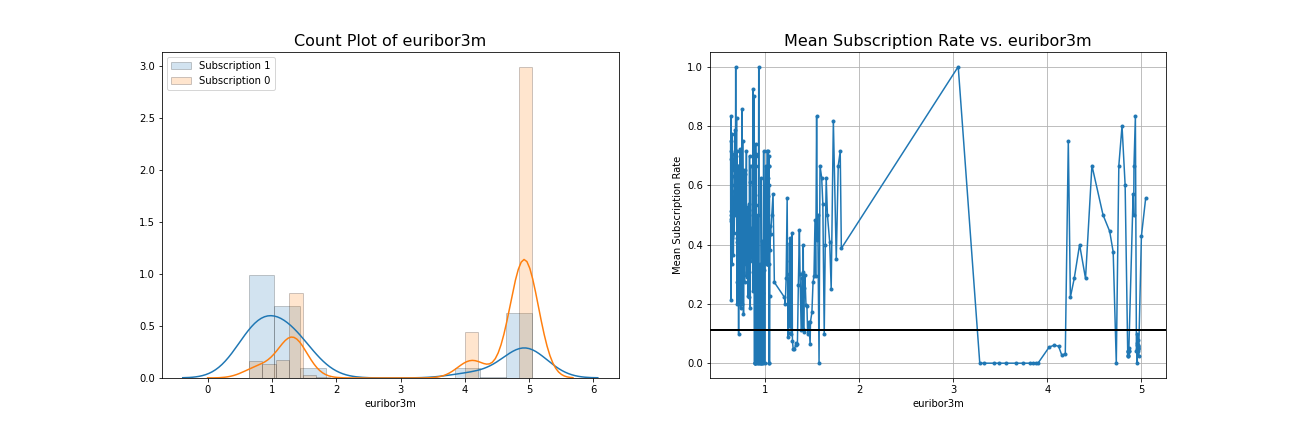 Count Plot of euribor3m
Subscription 1
Subscription 0
3.0
2.5
2.0
1.5
1.0
0.5
0.0
0 1 2 3 4 5 6
euribor3m
Mean Subscription Rate vs. euribor3m
Mean Subscription Rate
1.0
0.8
0.6
0.4
0.2
0.0
1 2 3 4 5
euribor3m